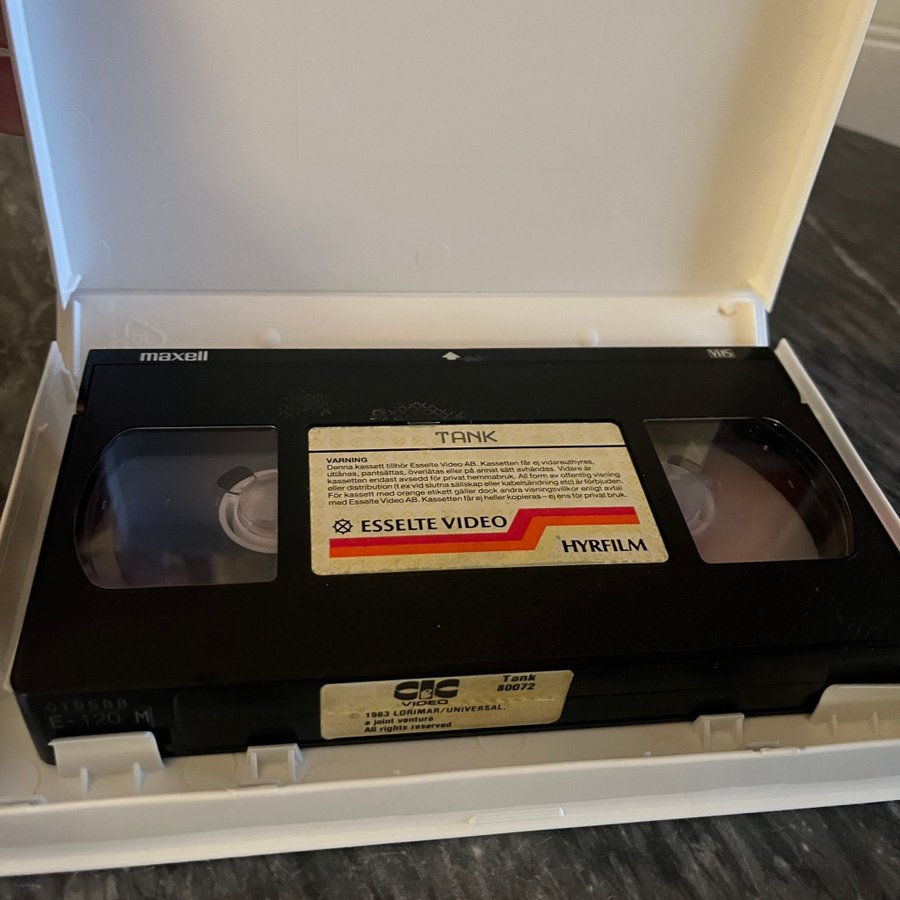 maxell
VHS
TANK
VARNING
Denna kassett tillhör Esselte Video AB. Kassetten får ej vidareuthyras,
utlånas, pantsättas, överlåtas eller på annat sätt avhändas. Vidare är
kassetten endast avsedd för privat hemmabruk. All form av offentlig visning
eller distribution (t ex vid slutna sällskap eller kabelsändning etc) är förbjuden.
För kassett med orange etikett gäller dock andra visningsvillkor enligt avtal
med Esselte Video AB. Kassetten får ej heller kopieras – ej ens för privat bruk.
ESSELTE VIDEO
HYRFILM
CIC
VIDEO
Tank
80072
© 1983 LORIMAR/UNIVERSAL.
a joint venture
All rights reserved
E-120 M